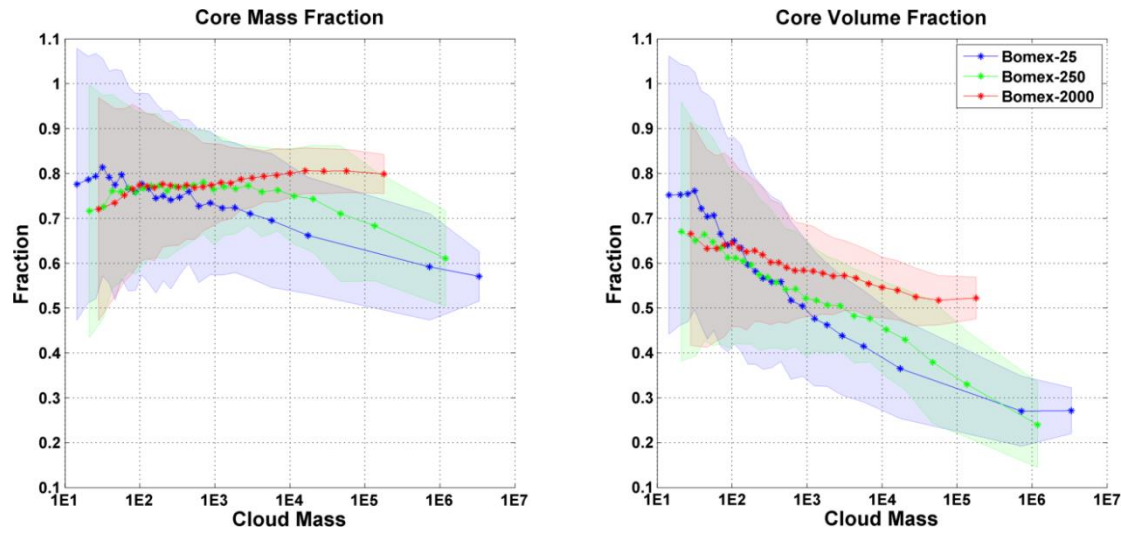 Core Mass Fraction
1.1
1
0.9
0.8
0.7
0.6
0.5
0.4
0.3
0.2
0.1
Fraction
1E1 1E2 1E3 1E4 1E5 1E6 1E7
Cloud Mass
Core Volume Fraction
Bomex-25
Bomex-250
Bomex-2000
1.1
1
0.9
0.8
0.7
0.6
0.5
0.4
0.3
0.2
0.1
Fraction
1E1 1E2 1E3 1E4 1E5 1E6 1E7
Cloud Mass